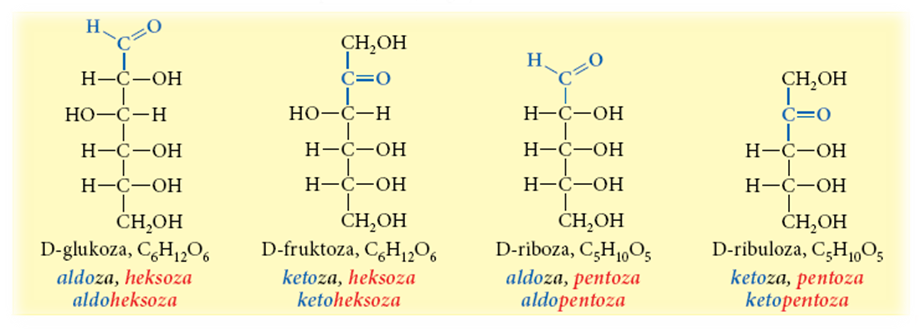 H O
C
H–C–OH
HO–C–H
H–C–OH
H–C–OH
CH₂OH
D-glukoza, C₆H₁₂O₆
aldoza, heksoza
aldoheksoza
CH₂OH
C=O
HO–C–H
H–C–OH
H–C–OH
CH₂OH
D-fruktoza, C₆H₁₂O₆
ketoza, heksoza
ketoheksoza
H O
C
H–C–OH
H–C–OH
H–C–OH
CH₂OH
D-riboza, C₅H₁₀O₅
aldoza, pentoza
aldopentoza
CH₂OH
C=O
H–C–OH
H–C–OH
CH₂OH
D-ribuloza, C₅H₁₀O₅
ketoza, pentoza
ketopentoza